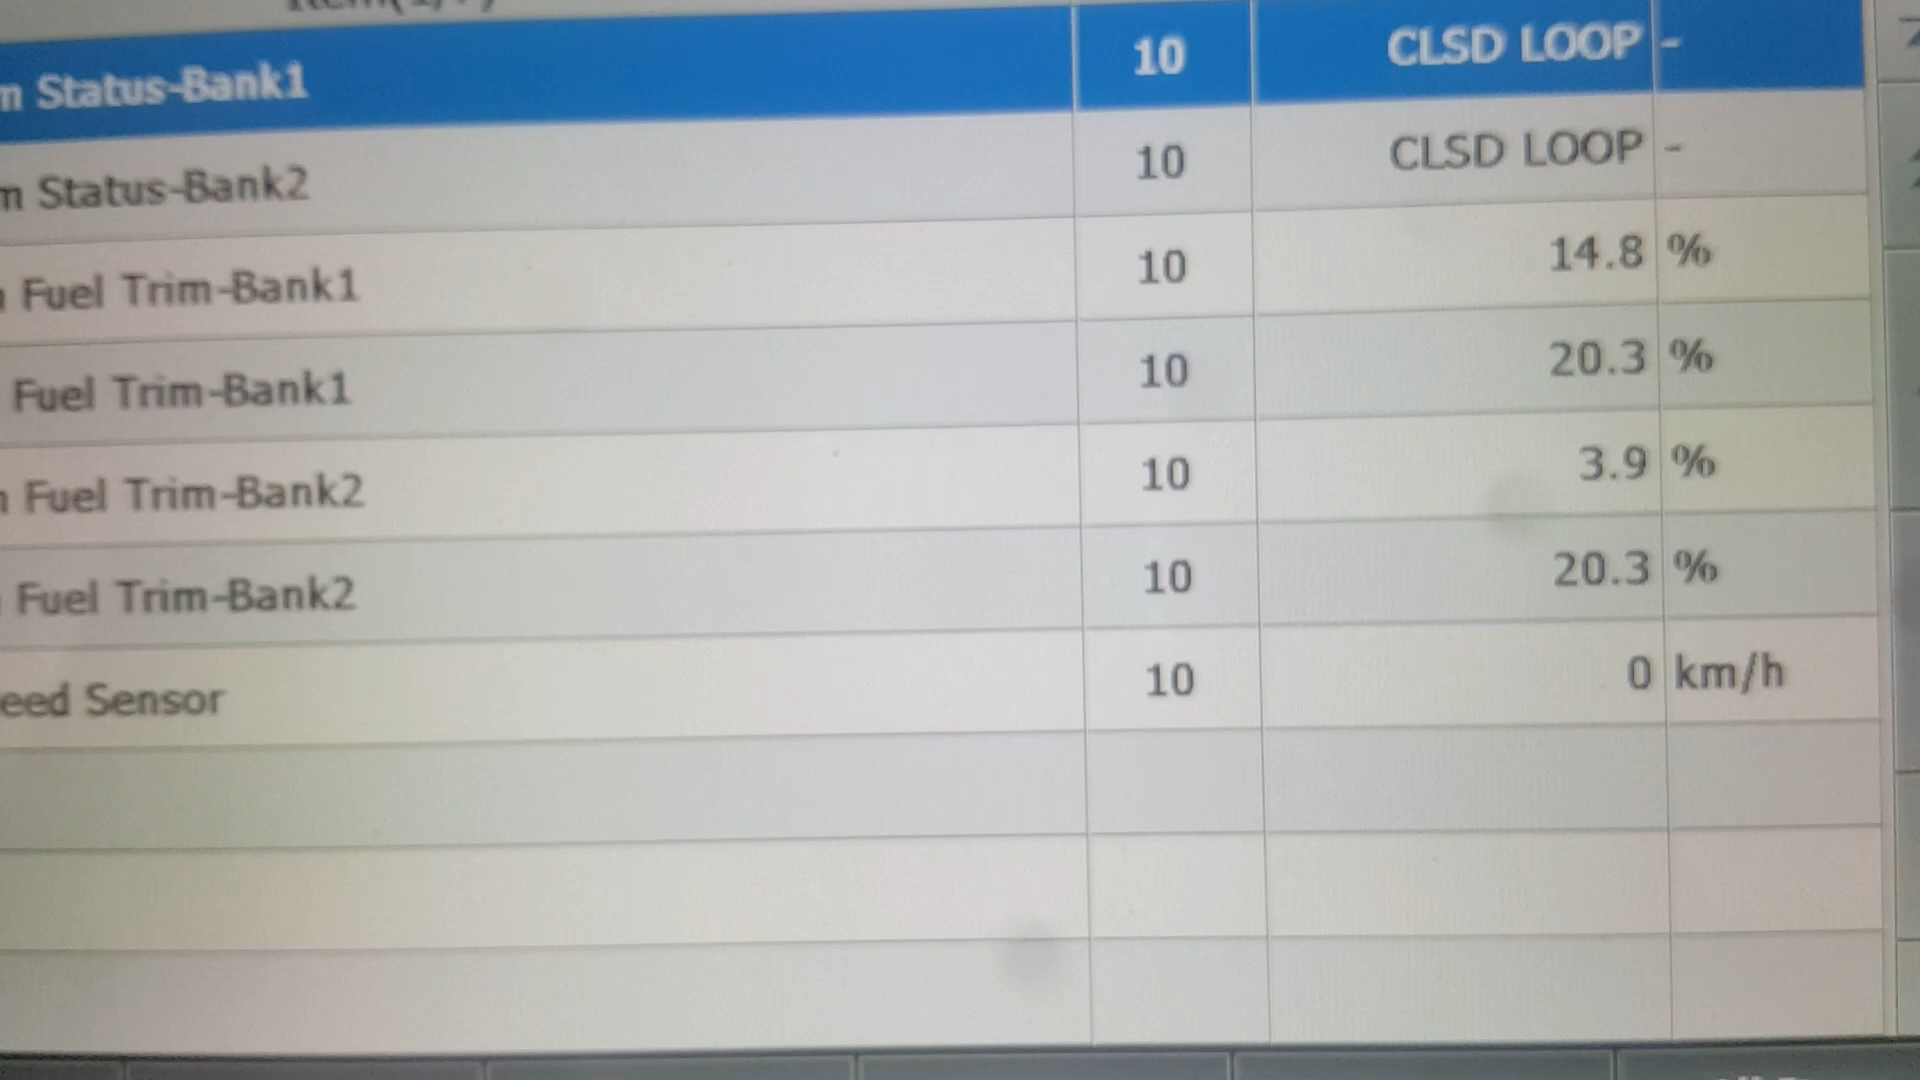 m Status-Bank1 10 CLSD LOOP -
m Status-Bank2 10 CLSD LOOP -
Fuel Trim-Bank1 10 14.8 %
Fuel Trim-Bank1 10 20.3 %
Fuel Trim-Bank2 10 3.9 %
Fuel Trim-Bank2 10 20.3 %
eed Sensor 10 0 km/h